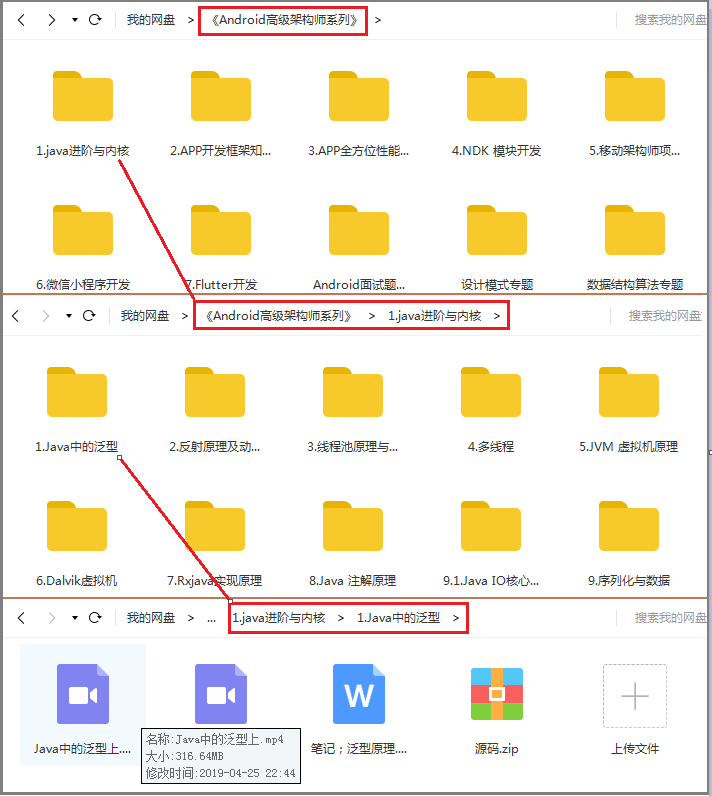 我的网盘 > 《Android高级架构师系列》 > 搜索我的网盘
1.java进阶与内核 2.APP开发框架知... 3.APP全方位性能... 4.NDK 模块开发 5.移动架构师项...
6.微信小程序开发 7.Flutter开发 Android面试题... 设计模式专题 数据结构算法专题
我的网盘 > 《Android高级架构师系列》 > 1.java进阶与内核 > 搜索我的网盘
1.Java中的泛型 2.反射原理及动... 3.线程池原理与... 4.多线程 5.JVM 虚拟机原理
6.Dalvik虚拟机 7.Rxjava实现原理 8.Java 注解原理 9.1.Java IO核心... 9.序列化与数据
我的网盘 > ... 1.java进阶与内核 > 1.Java中的泛型 > 搜索我的网盘
W
Java中的泛型上.... 笔记；泛型原理.... 源码.zip 上传文件
名称:Java中的泛型上.mp4
大小:316.64MB
修改时间:2019-04-25 22:44